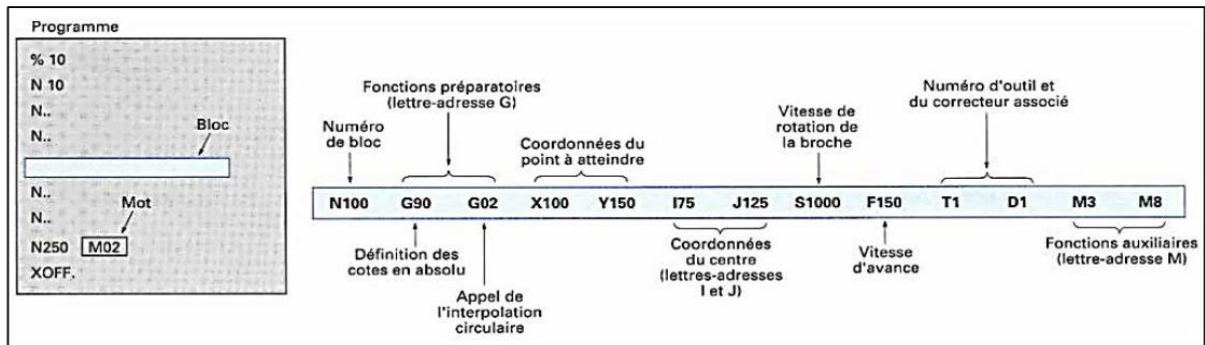 Programme
% 10
N 10
N..
N..
Bloc
N..
N..
Mot
N250 M02
XOFF.
Numéro
de bloc
Fonctions préparatoires
(lettre-adresse G)
Coordonnées du
point à atteindre
Vitesse de
rotation de
la broche
Numéro d'outil et
du correcteur associé
N100 G90 G02 X100 Y150 I75 J125 S1000 F150 T1 D1 M3 M8
Définition des
cotes en absolu
Appel de
l'interpolation
circulaire
Coordonnées
du centre
(lettres-adresses
I et J)
Vitesse
d'avance
Fonctions auxiliaires
(lettre-adresse M)